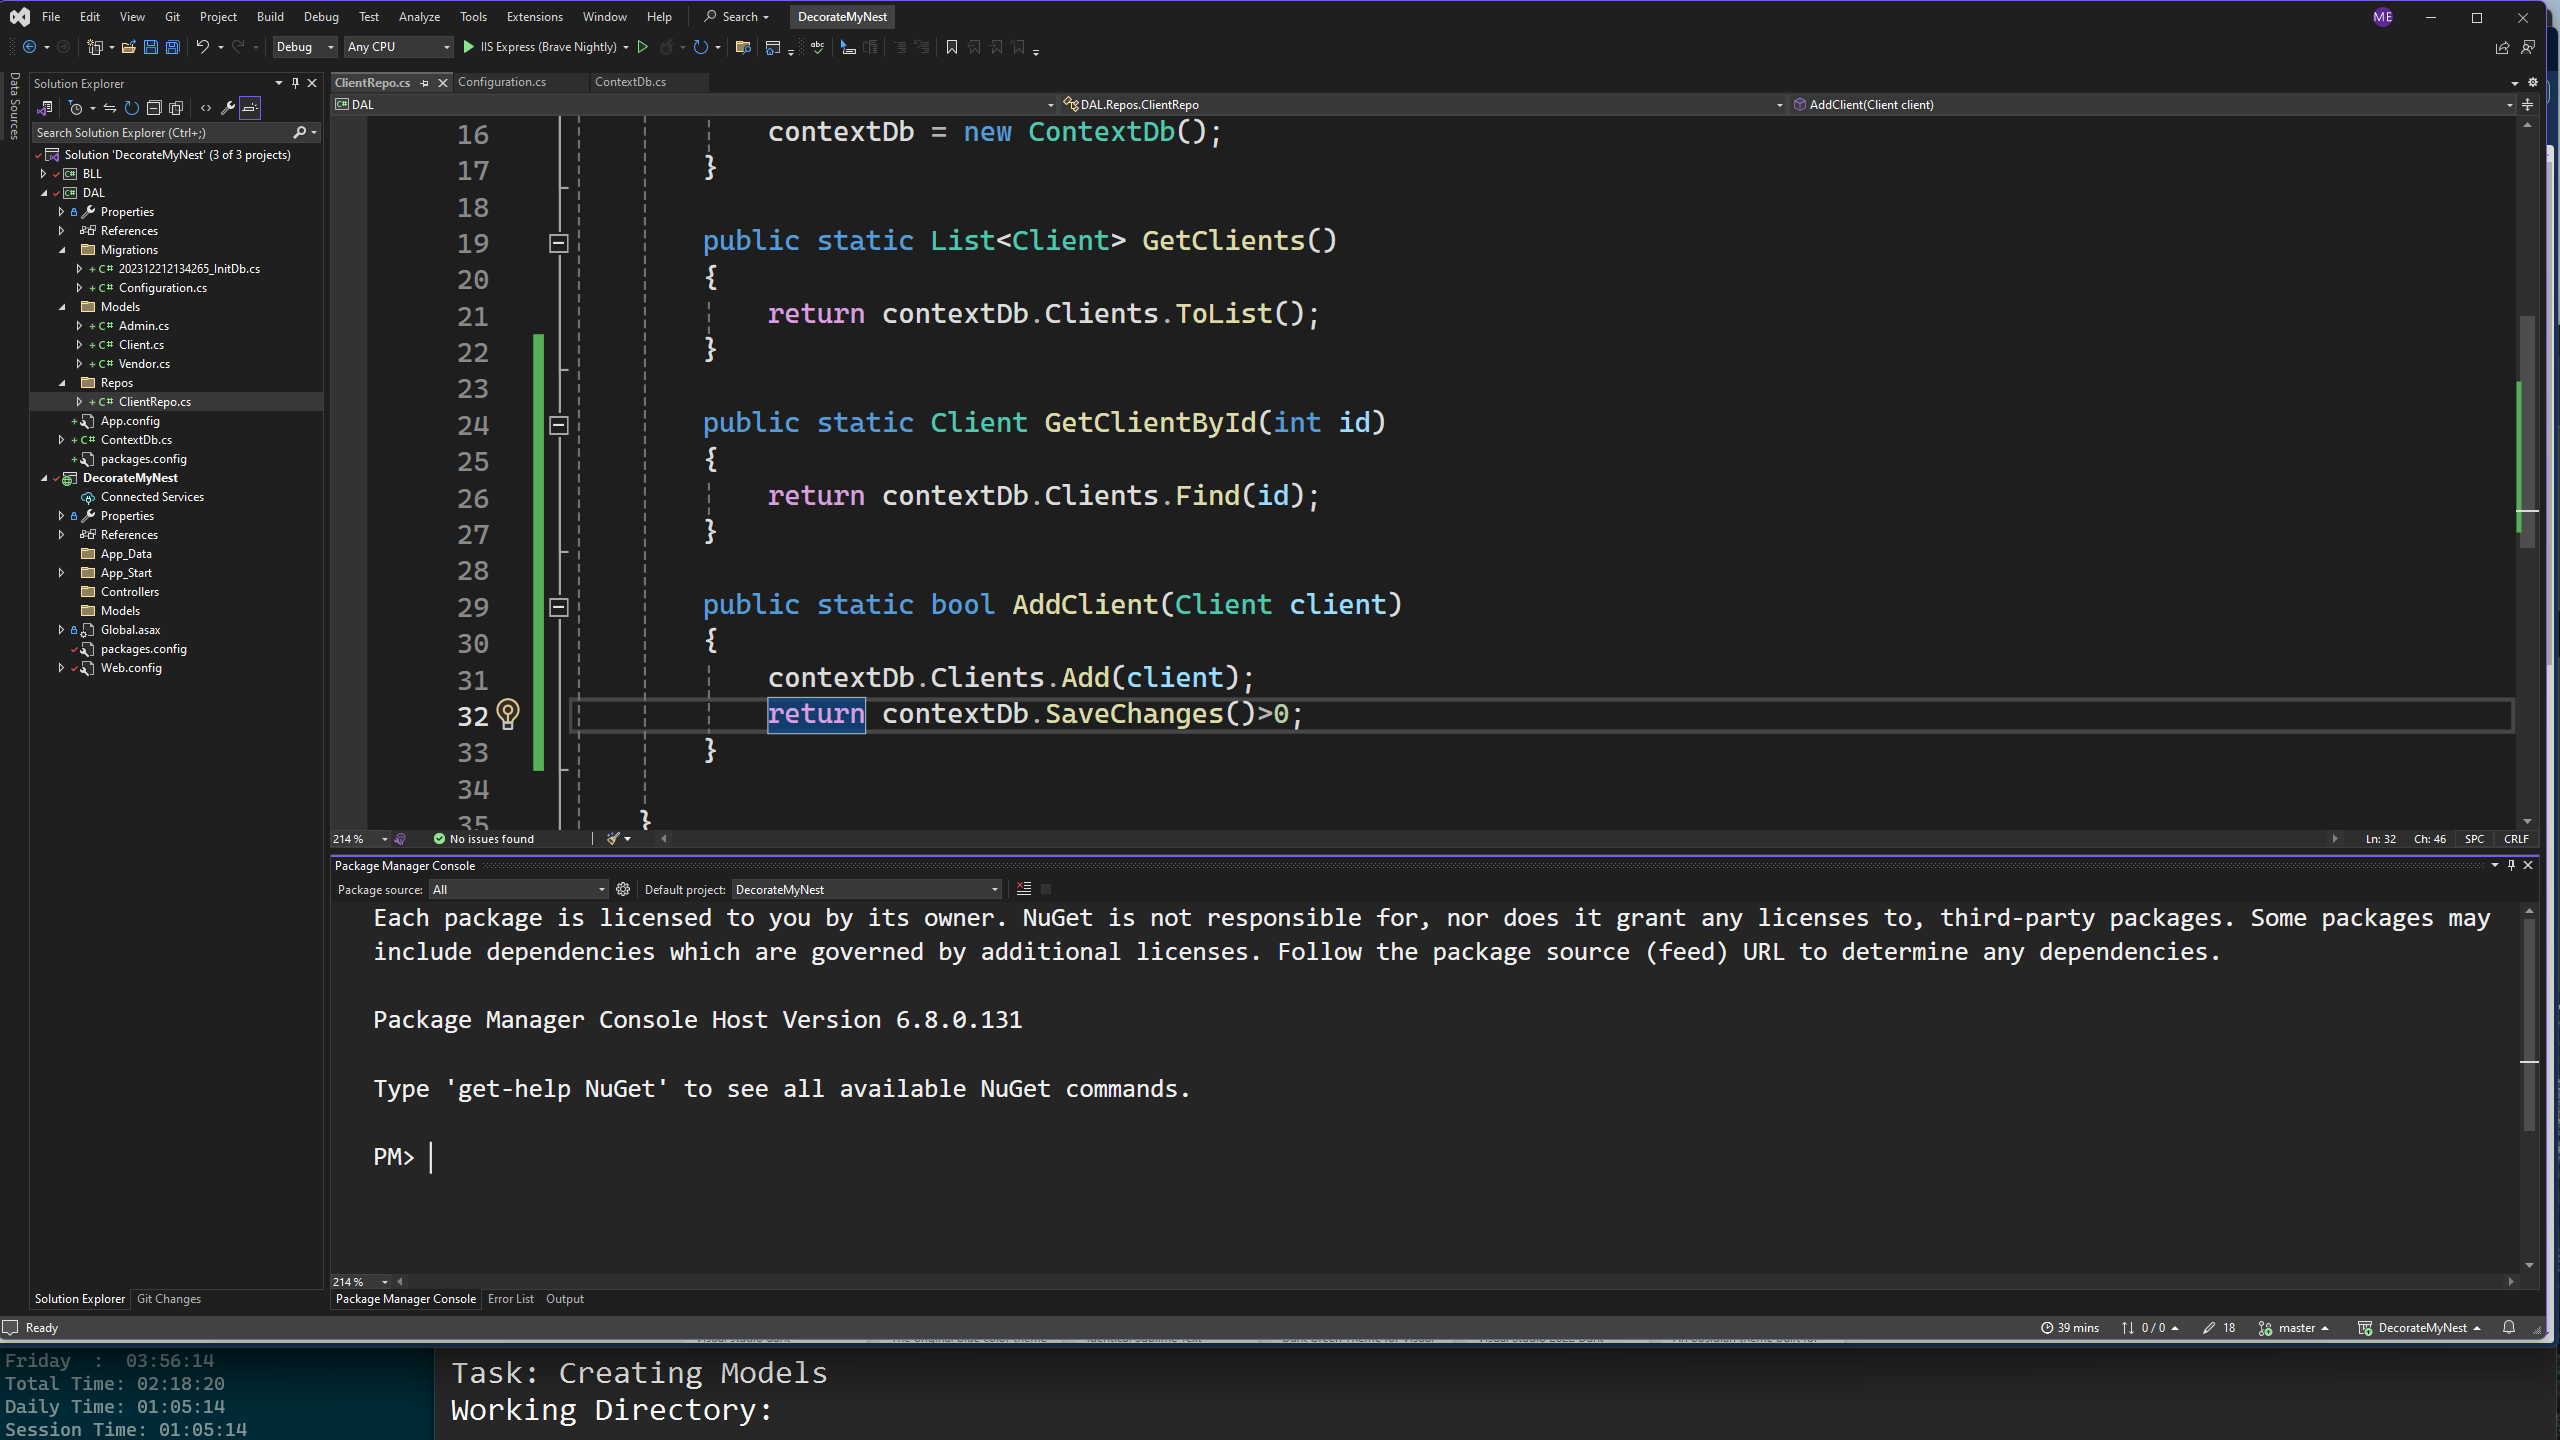 File Edit View Git Project Build Debug Test Analyze Tools Extensions Window Help Search DecorateMyNest ME
Debug Any CPU IIS Express (Brave Nightly)
Data Sources
Solution Explorer
Search Solution Explorer (Ctrl+;)
Solution 'DecorateMyNest' (3 of 3 projects)
BLL
DAL
Properties
References
Migrations
202312212134265_InitDb.cs
Configuration.cs
Models
Admin.cs
Client.cs
Vendor.cs
Repos
ClientRepo.cs
App.config
ContextDb.cs
packages.config
DecorateMyNest
Connected Services
Properties
References
App_Data
App_Start
Controllers
Models
Global.asax
packages.config
Web.config
Solution Explorer Git Changes
ClientRepo.cs Configuration.cs ContextDb.cs
DAL DAL.Repos.ClientRepo AddClient(Client client)
16 contextDb = new ContextDb();
17 }
18
19 public static List<Client> GetClients()
20 {
21 return contextDb.Clients.ToList();
22 }
23
24 public static Client GetClientById(int id)
25 {
26 return contextDb.Clients.Find(id);
27 }
28
29 public static bool AddClient(Client client)
30 {
31 contextDb.Clients.Add(client);
32 return contextDb.SaveChanges()>0;
33 }
34
35 }
214 % No issues found Ln: 32 Ch: 46 SPC CRLF
Package Manager Console
Package source: All Default project: DecorateMyNest
Each package is licensed to you by its owner. NuGet is not responsible for, nor does it grant any licenses to, third-party packages. Some packages may
include dependencies which are governed by additional licenses. Follow the package source (feed) URL to determine any dependencies.
Package Manager Console Host Version 6.8.0.131
Type 'get-help NuGet' to see all available NuGet commands.
PM>
214 %
Package Manager Console Error List Output
Ready 39 mins 0 / 0 18 master DecorateMyNest
Friday : 03:56:14
Total Time: 02:18:20
Daily Time: 01:05:14
Session Time: 01:05:14
Task: Creating Models
Working Directory: